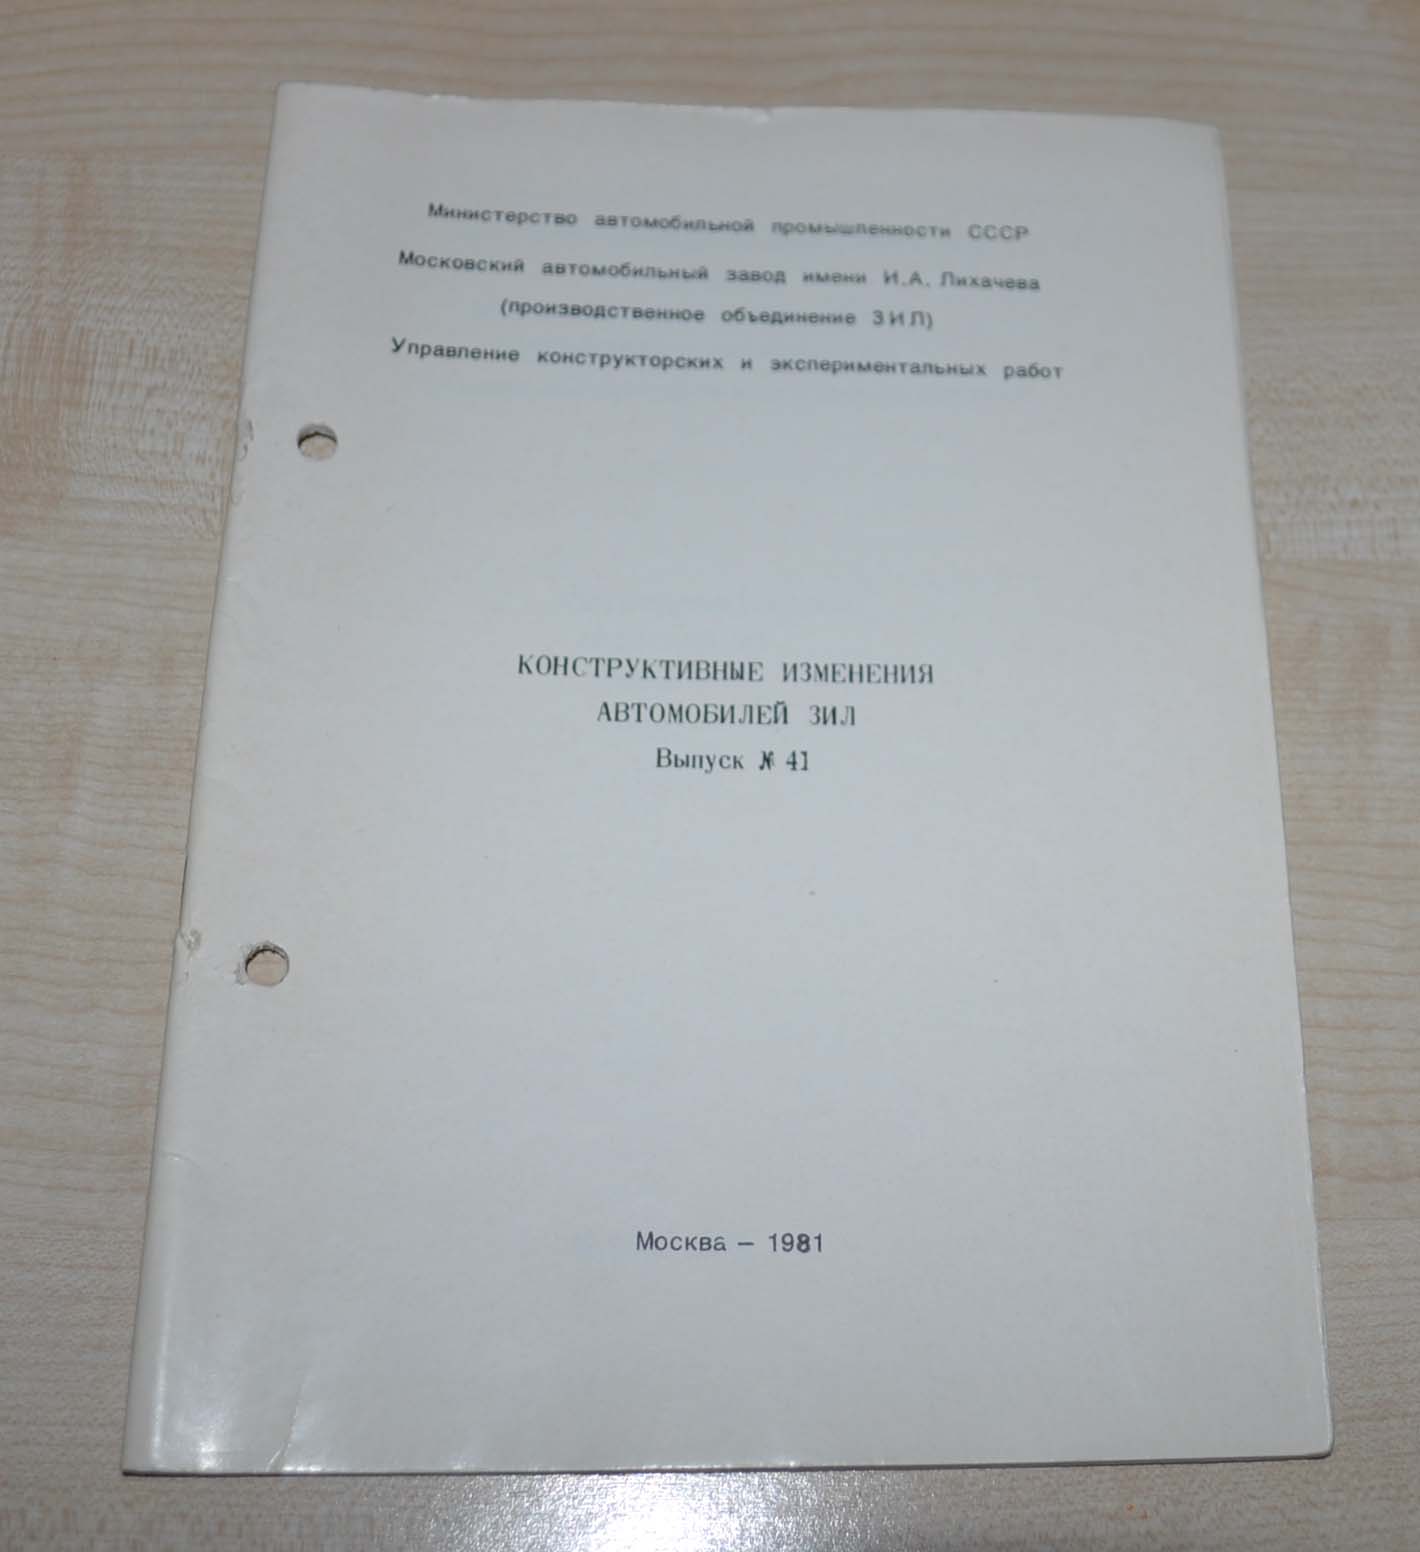 Министерство автомобильной промышленности СССР
Московский автомобильный завод имени И.А. Лихачева
(производственное объединение ЗИЛ)
Управление конструкторских и экспериментальных работ
КОНСТРУКТИВНЫЕ ИЗМЕНЕНИЯ
АВТОМОБИЛЕЙ ЗИЛ
Выпуск № 41
Москва – 1981